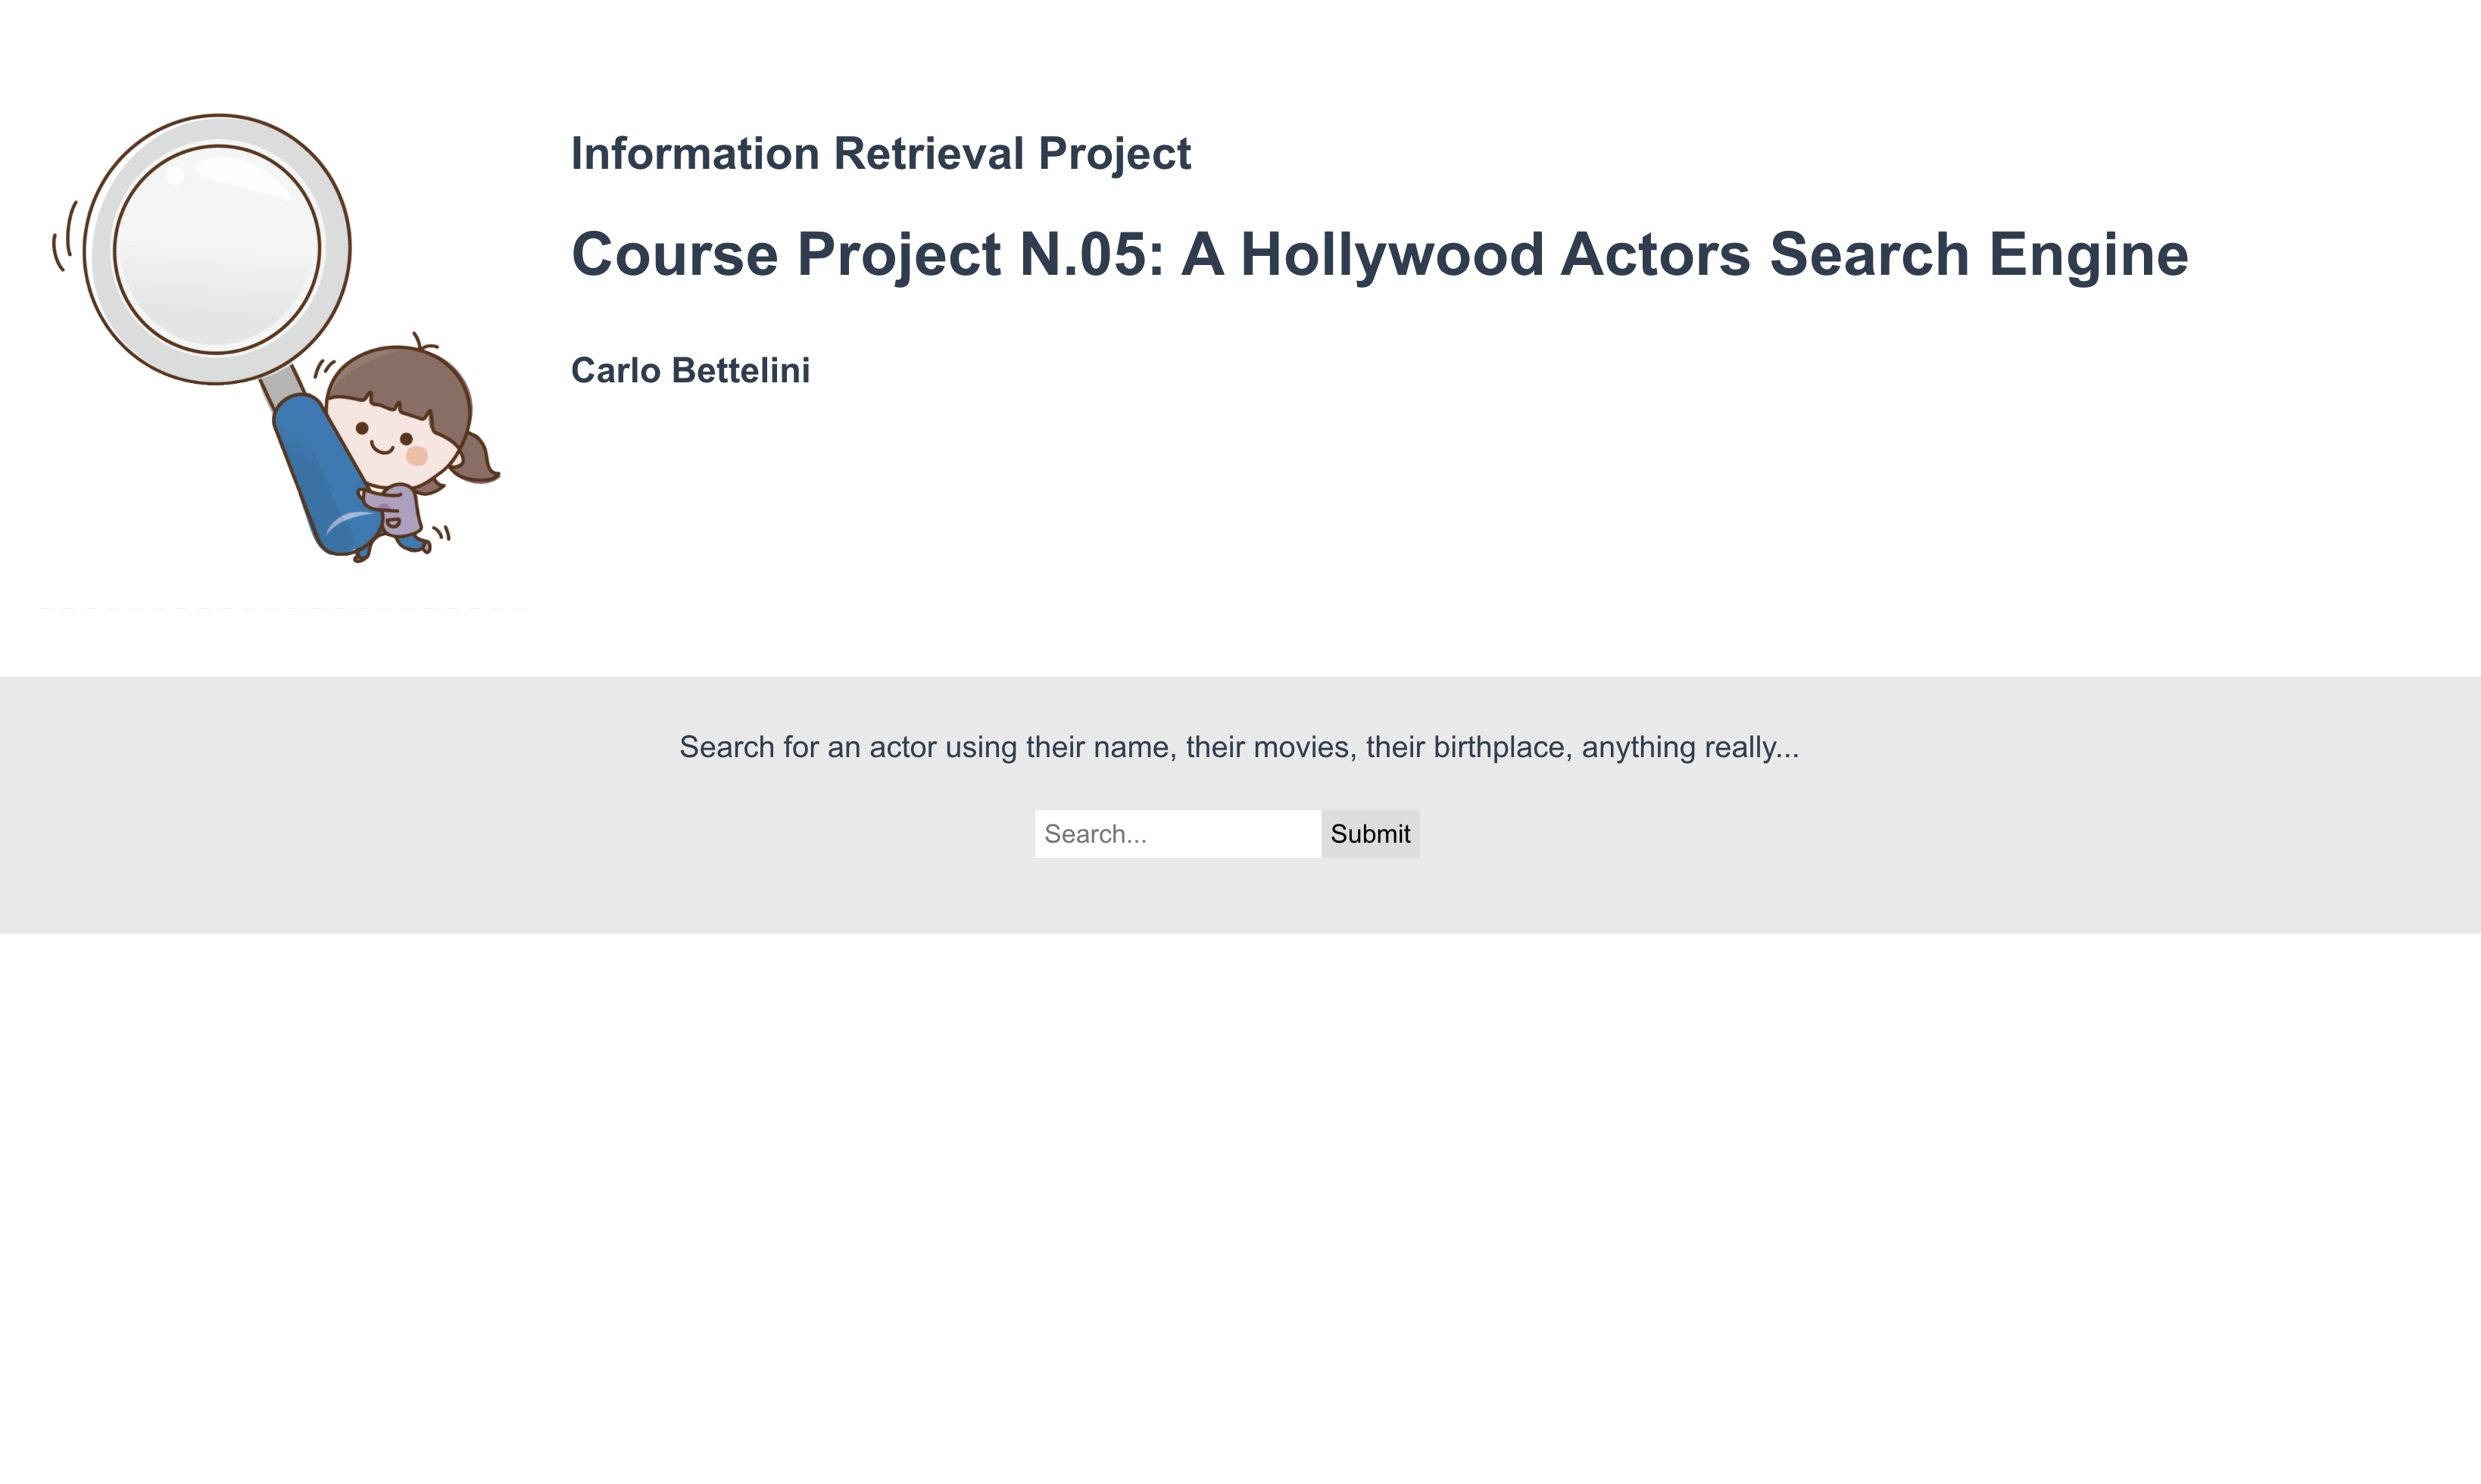 Information Retrieval Project
Course Project N.05: A Hollywood Actors Search Engine
Carlo Bettelini
Search for an actor using their name, their movies, their birthplace, anything really...
Search... Submit